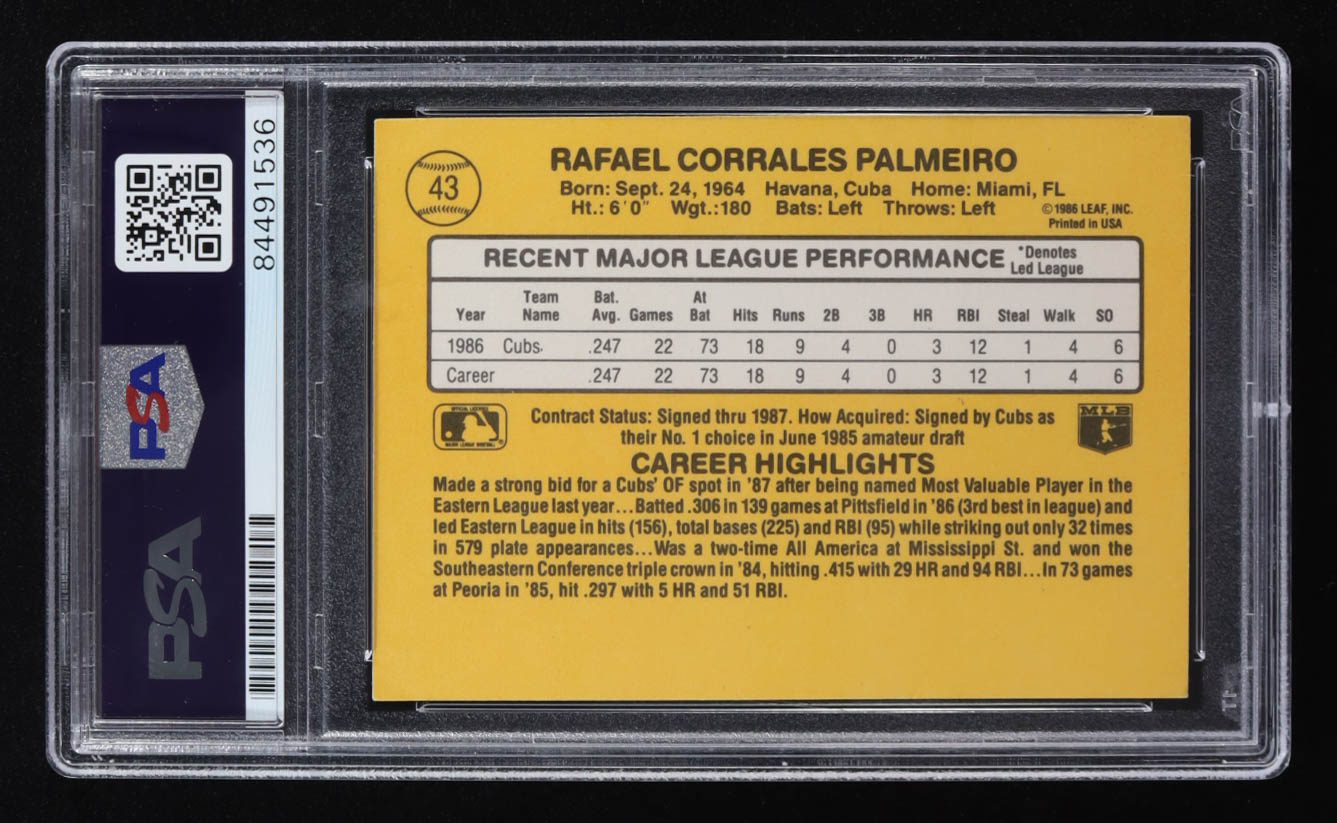 84491536
PSA
PSA
43
RAFAEL CORRALES PALMEIRO
Born: Sept. 24, 1964 Havana, Cuba Home: Miami, FL
Ht.: 6'0" Wgt.:180 Bats: Left Throws: Left
©1986 LEAF, INC.
Printed in USA
RECENT MAJOR LEAGUE PERFORMANCE *Denotes Led League
Year Team Name Bat. Avg. Games At Bat Hits Runs 2B 3B HR RBI Steal Walk SO
1986 Cubs .247 22 73 18 9 4 0 3 12 1 4 6
Career .247 22 73 18 9 4 0 3 12 1 4 6
Contract Status: Signed thru 1987. How Acquired: Signed by Cubs as
their No. 1 choice in June 1985 amateur draft
MLB
CAREER HIGHLIGHTS
Made a strong bid for a Cubs' OF spot in '87 after being named Most Valuable Player in the
Eastern League last year...Batted .306 in 139 games at Pittsfield in '86 (3rd best in league) and
led Eastern League in hits (156), total bases (225) and RBI (95) while striking out only 32 times
in 579 plate appearances...Was a two-time All America at Mississippi St. and won the
Southeastern Conference triple crown in '84, hitting .415 with 29 HR and 94 RBI...In 73 games
at Peoria in '85, hit .297 with 5 HR and 51 RBI.